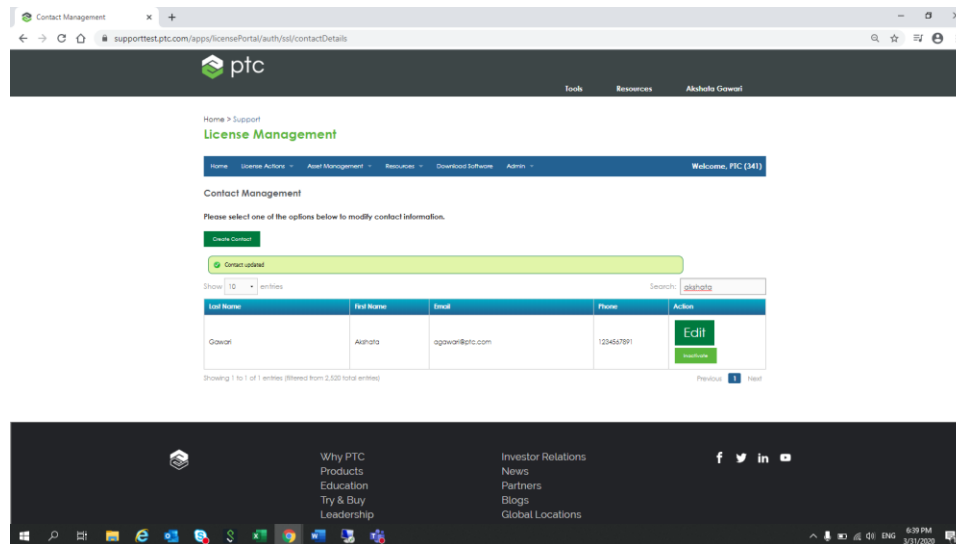 Contact Management
supporttest.ptc.com/apps/licensePortal/auth/ssl/contactDetails
ptc
Tools Resources Akshata Gawari
Home > Support
License Management
Home License Actions Asset Management Resources Download Software Admin Welcome, PTC (341)
Contact Management
Please select one of the options below to modify contact information.
Create Contact
Contact updated
Show 10 entries Search: akshata
Last Name First Name Email Phone Action
Gawari Akshata agawari@ptc.com 1234567891 Edit
Inactivate
Showing 1 to 1 of 1 entries (filtered from 2,520 total entries) Previous 1 Next
Why PTC Investor Relations
Products News
Education Partners
Try & Buy Blogs
Leadership Global Locations
ENG 6:39 PM
3/31/2020